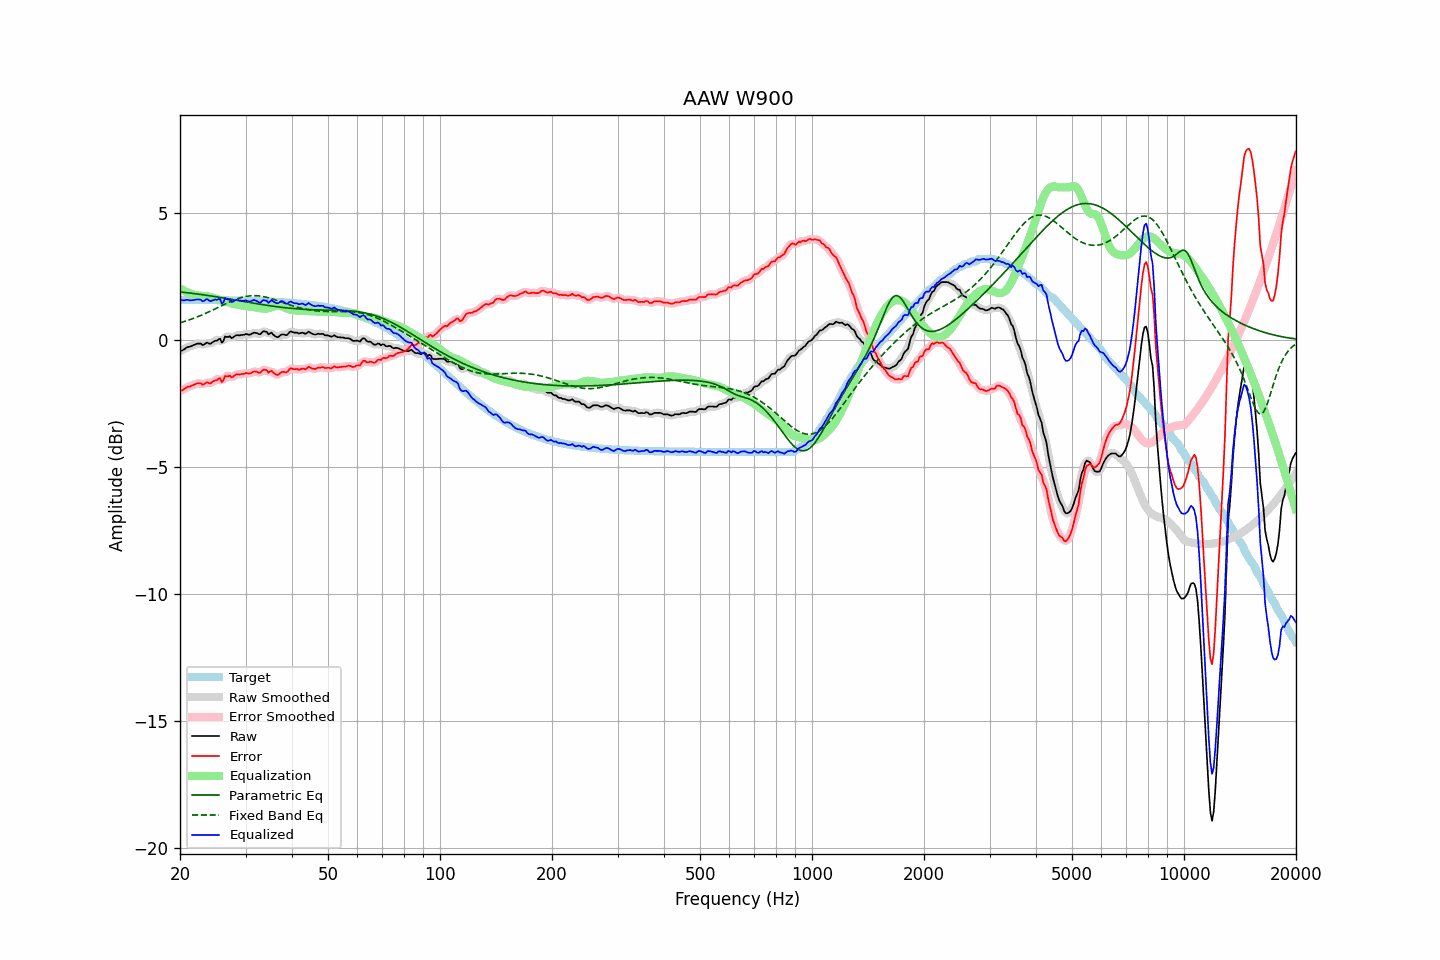 AAW W900
Amplitude (dBr)
5
0
−5
−10
−15
−20
Target
Raw Smoothed
Error Smoothed
Raw
Error
Equalization
Parametric Eq
Fixed Band Eq
Equalized
20 50 100 200 500 1000 2000 5000 10000 20000
Frequency (Hz)